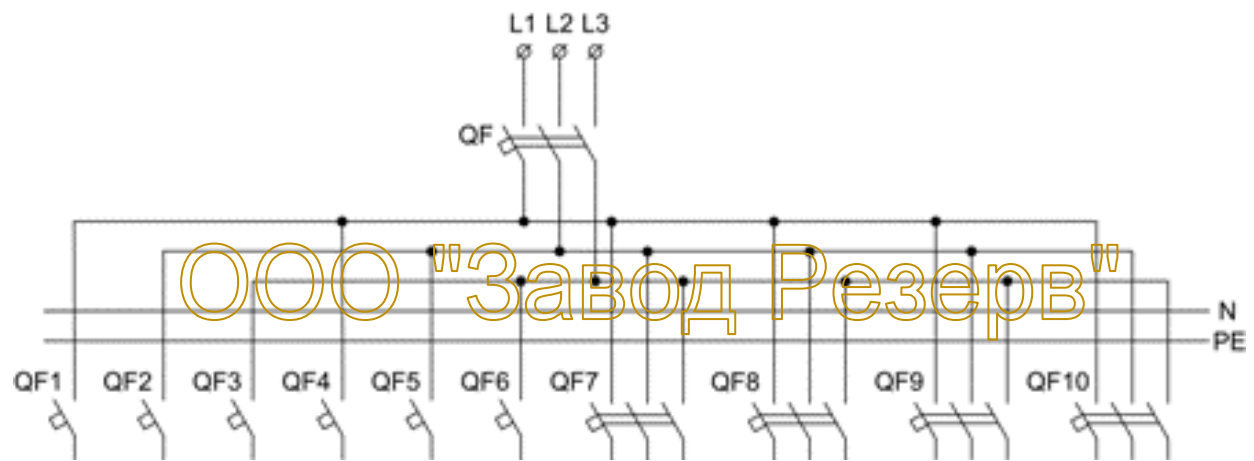 L1 L2 L3
QF
ООО "Завод Резерв"
N
PE
QF1 QF2 QF3 QF4 QF5 QF6 QF7 QF8 QF9 QF10